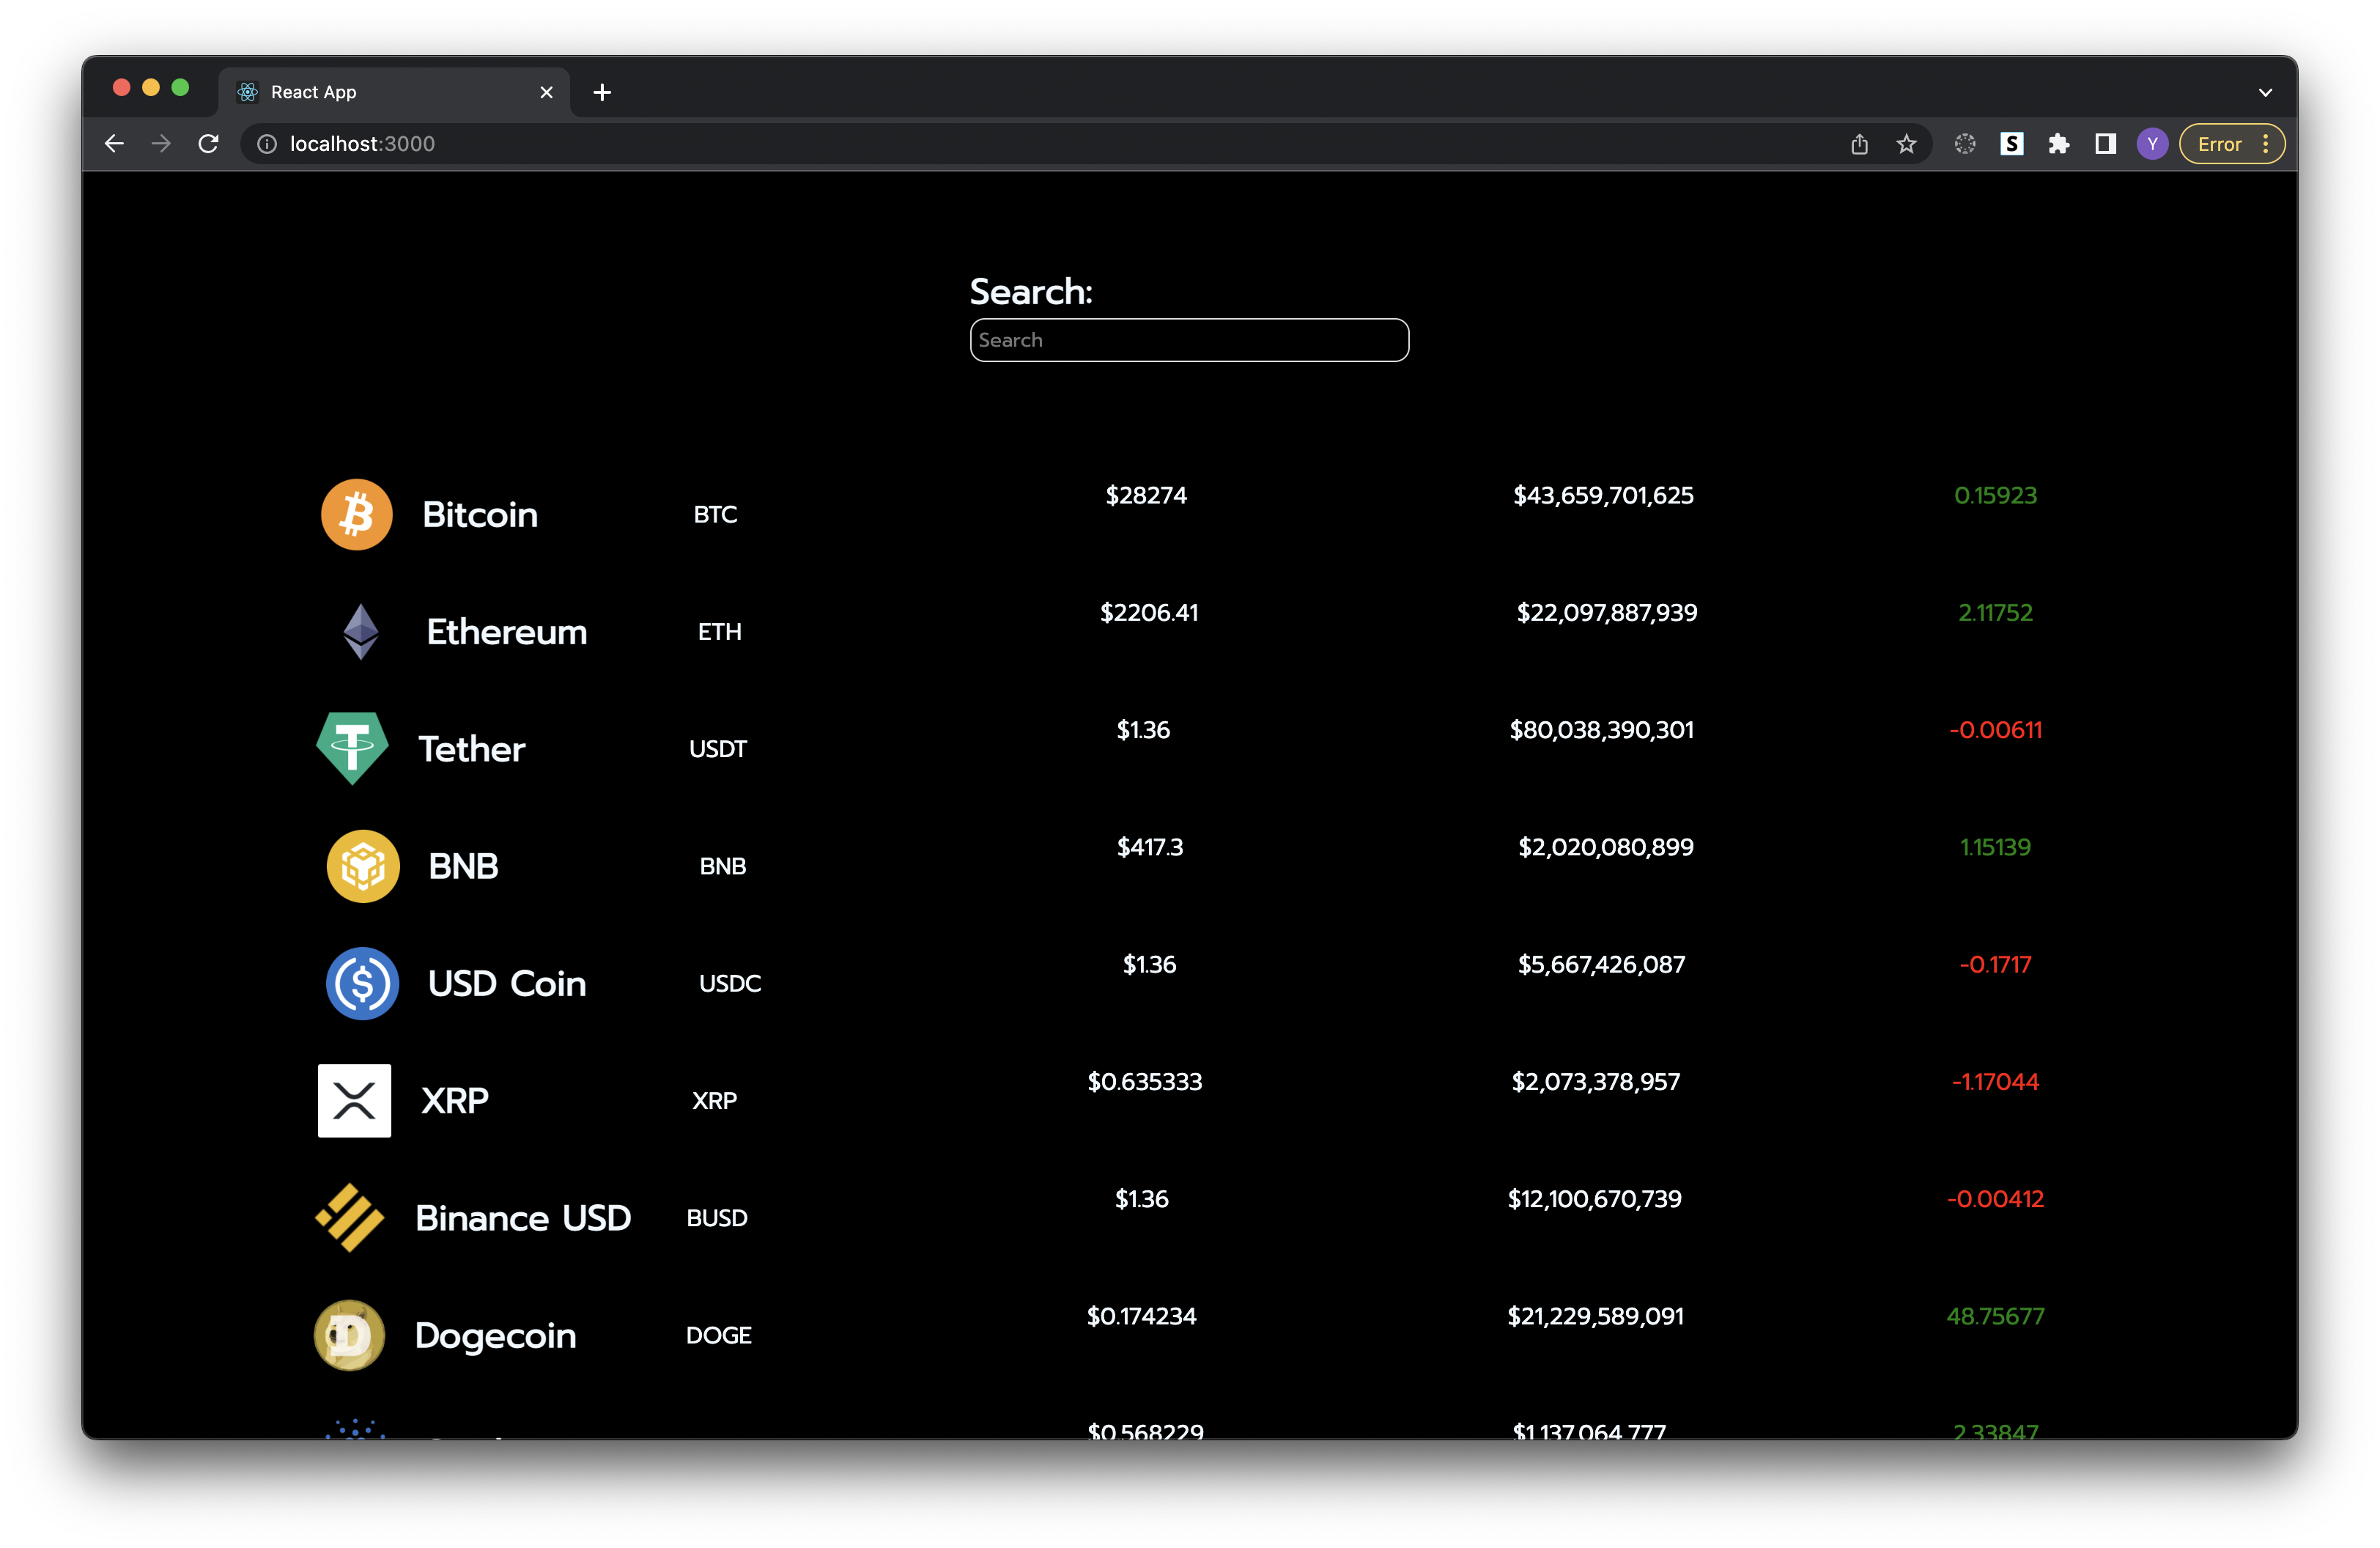 React App
localhost:3000
S
Y
Error
Search:
Search
Bitcoin BTC $28274 $43,659,701,625 0.15923
Ethereum ETH $2206.41 $22,097,887,939 2.11752
Tether USDT $1.36 $80,038,390,301 -0.00611
BNB BNB $417.3 $2,020,080,899 1.15139
USD Coin USDC $1.36 $5,667,426,087 -0.1717
XRP XRP $0.635333 $2,073,378,957 -1.17044
Binance USD BUSD $1.36 $12,100,670,739 -0.00412
Dogecoin DOGE $0.174234 $21,229,589,091 48.75677
$0.568229 $1,137,064,777 2.33847